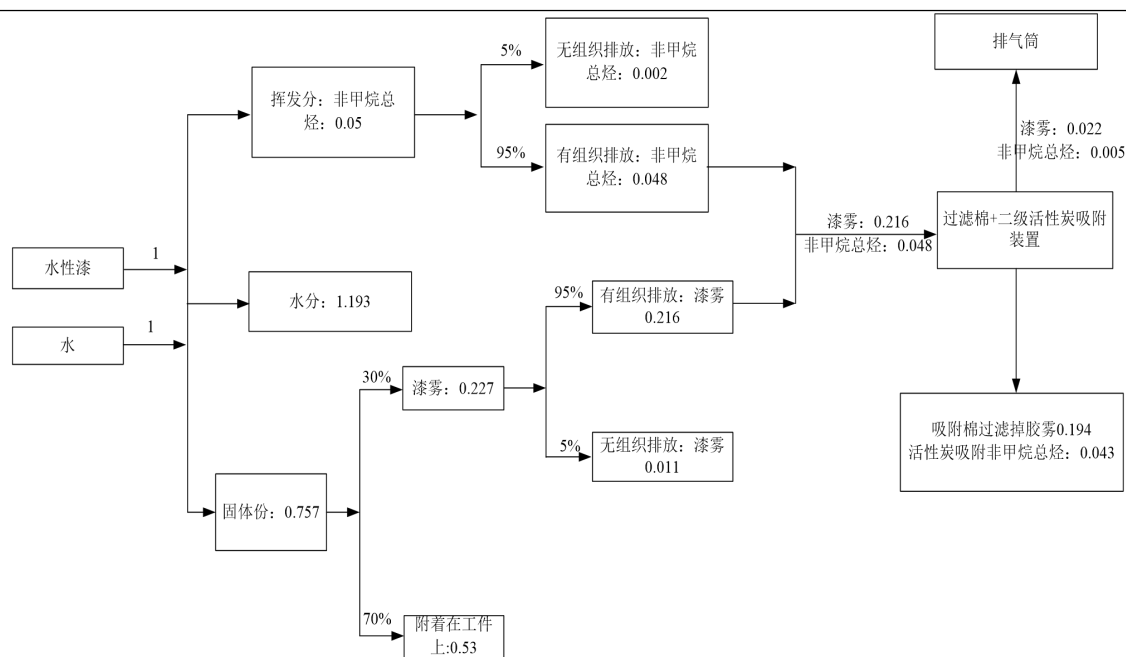 5%
无组织排放：非甲烷
总烃：0.002
排气筒
挥发分：非甲烷总
烃：0.05
95%
有组织排放：非甲烷
总烃：0.048
漆雾：0.022
非甲烷总烃：0.005
漆雾：0.216
非甲烷总烃：0.048
过滤棉+二级活性炭吸附
装置
水性漆
1
水分：1.193
水
1
95%
有组织排放：漆雾
0.216
30%
漆雾：0.227
5%
无组织排放：漆雾
0.011
吸附棉过滤掉胶雾0.194
活性炭吸附非甲烷总烃：0.043
固体份：0.757
70%
附着在工件
上:0.53